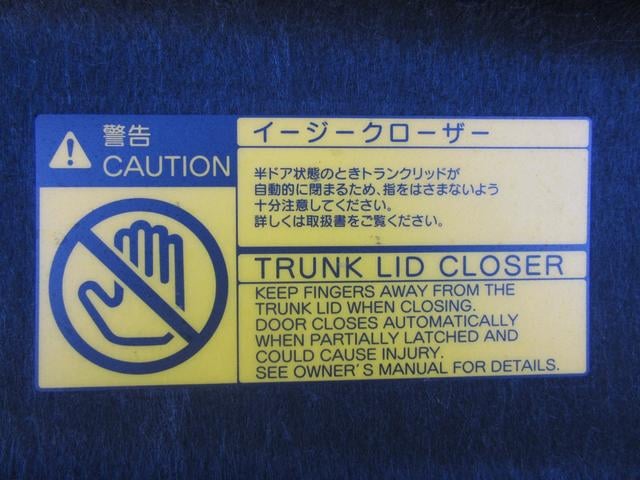 警告
CAUTION
イージークローザー
半ドア状態のときトランクリッドが
自動的に閉まるため、指をはさまないよう
十分注意してください。
詳しくは取扱書をご覧ください。
TRUNK LID CLOSER
KEEP FINGERS AWAY FROM THE
TRUNK LID WHEN CLOSING.
DOOR CLOSES AUTOMATICALLY
WHEN PARTIALLY LATCHED AND
COULD CAUSE INJURY.
SEE OWNER'S MANUAL FOR DETAILS.